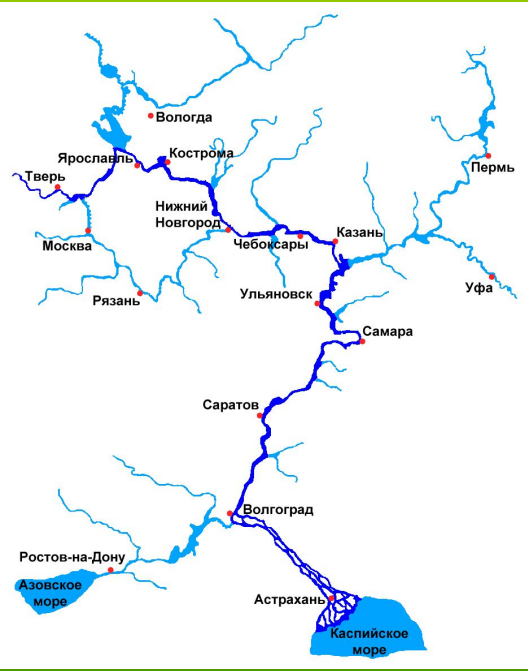 Вологда
Ярославль
Кострома
Тверь
Пермь
Нижний
Новгород
Москва
Чебоксары
Казань
Рязань
Ульяновск
Уфа
Самара
Саратов
Волгоград
Ростов-на-Дону
Азовское
море
Астрахань
Каспийское
море